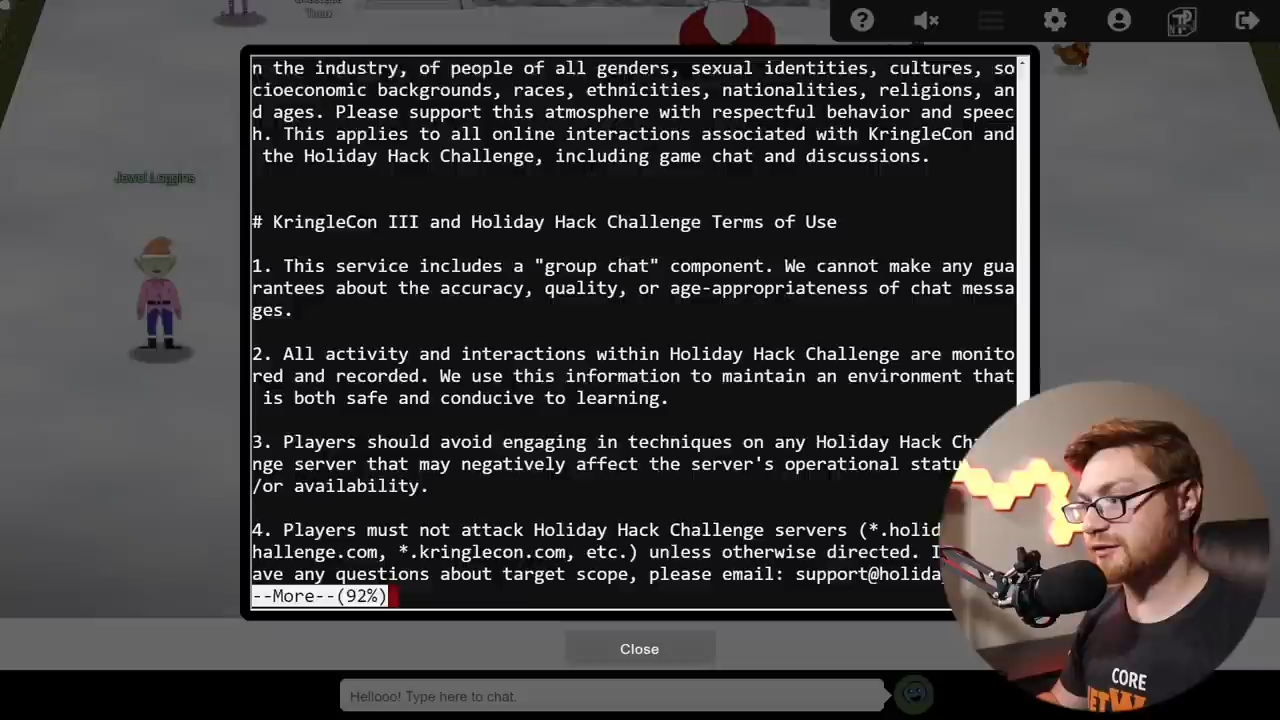 n the industry, of people of all genders, sexual identities, cultures, so
cioeconomic backgrounds, races, ethnicities, nationalities, religions, an
d ages. Please support this atmosphere with respectful behavior and speec
h. This applies to all online interactions associated with KringleCon and
the Holiday Hack Challenge, including game chat and discussions.
Jewel Loggins
# KringleCon III and Holiday Hack Challenge Terms of Use
1. This service includes a "group chat" component. We cannot make any gua
rantees about the accuracy, quality, or age-appropriateness of chat messa
ges.
2. All activity and interactions within Holiday Hack Challenge are monito
red and recorded. We use this information to maintain an environment that
is both safe and conducive to learning.
3. Players should avoid engaging in techniques on any Holiday Hack Cha
nge server that may negatively affect the server's operational statu
/or availability.
4. Players must not attack Holiday Hack Challenge servers (*.holid
hallenge.com, *.kringlecon.com, etc.) unless otherwise directed. I
ave any questions about target scope, please email: support@holida
--More--(92%)
Close
Hellooo! Type here to chat.
CORE